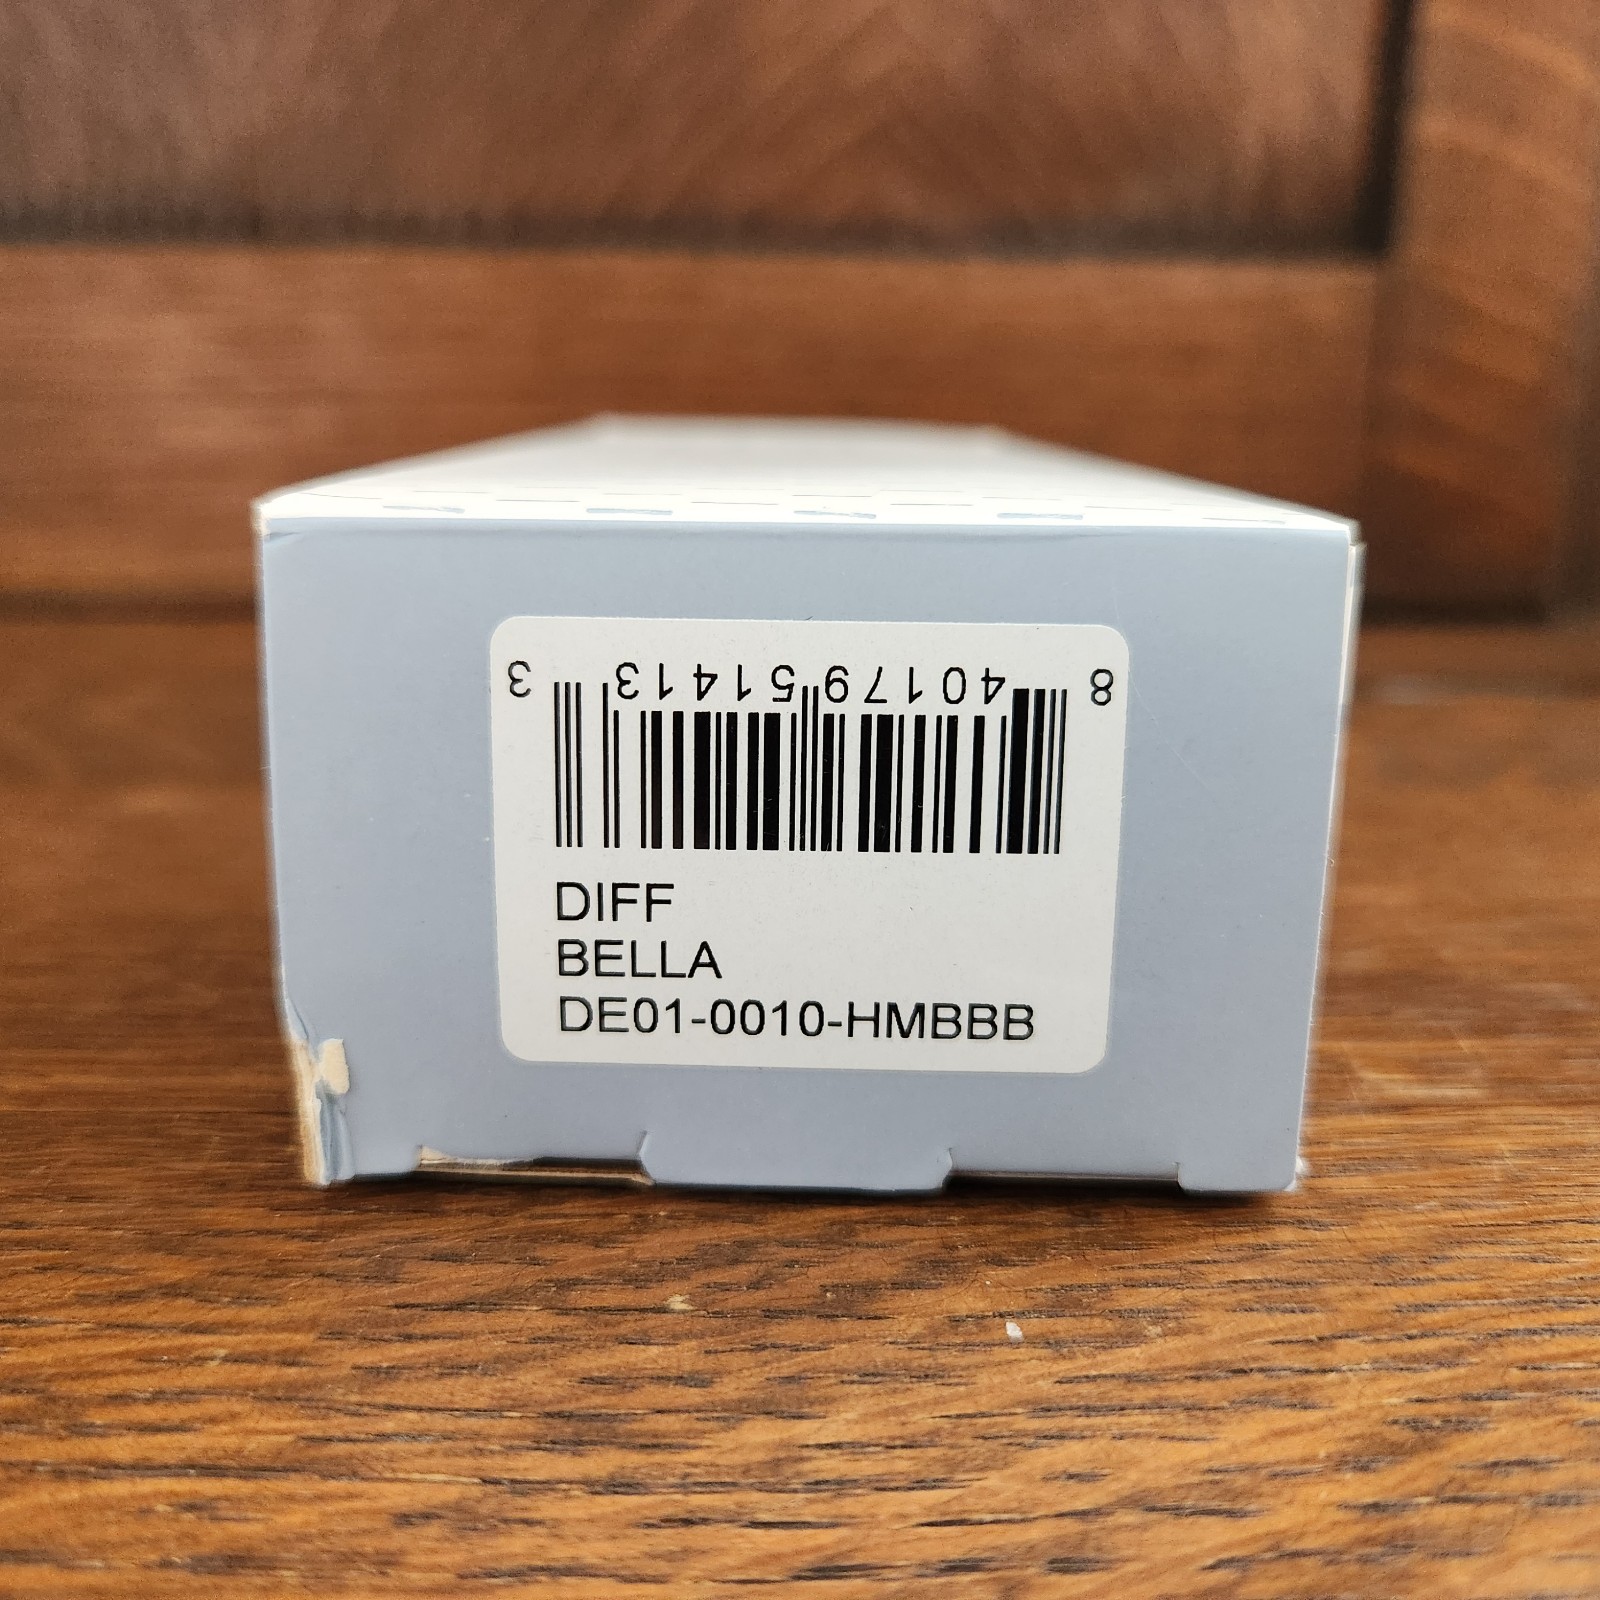 8 40179 51413 3
DIFF
BELLA
DE01-0010-HMBBB